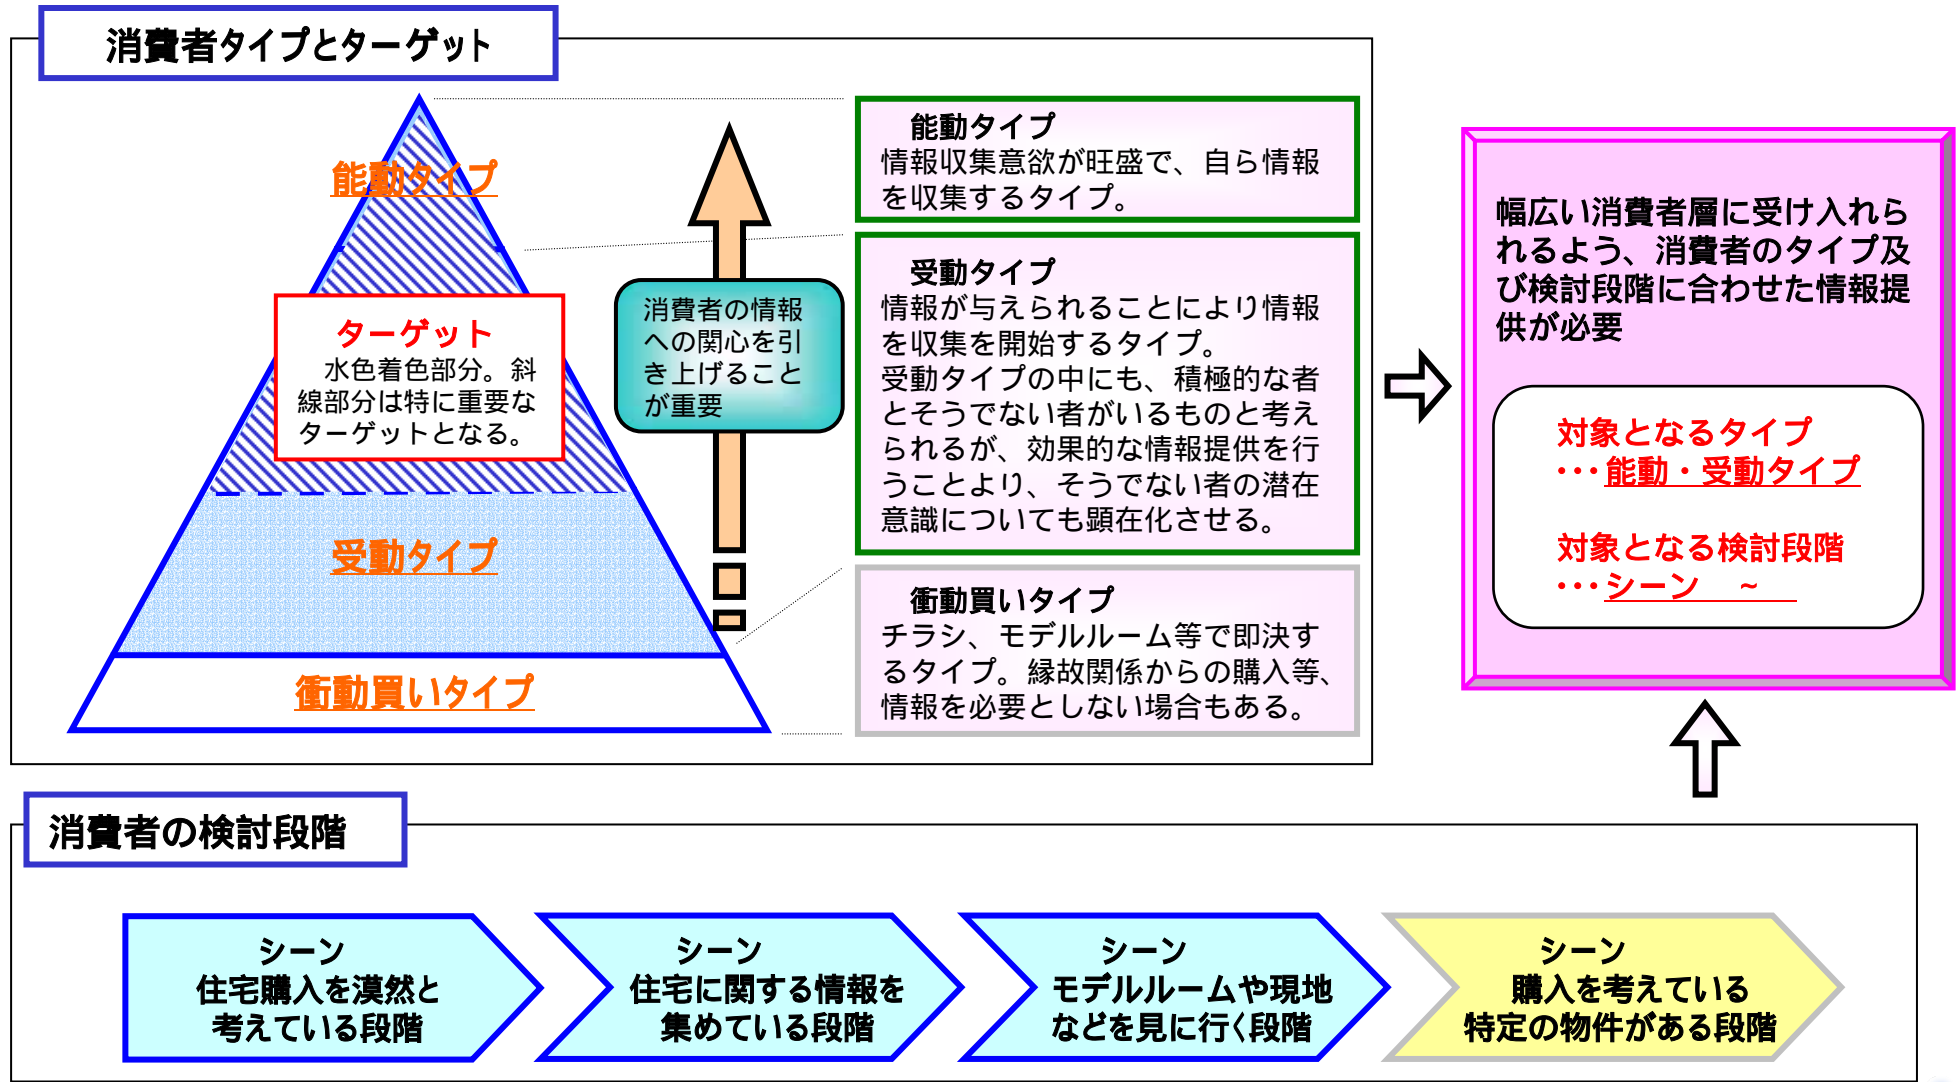 消費者タイプとターゲット
能動タイプ
ターゲット
水色着色部分。斜
線部分は特に重要な
ターゲットとなる。
受動タイプ
衝動買いタイプ
消費者の情報
への関心を引
き上げること
が重要
能動タイプ
情報収集意欲が旺盛で、自ら情報
を収集するタイプ。
受動タイプ
情報が与えられることにより情報
を収集を開始するタイプ。
受動タイプの中にも、積極的な者
とそうでない者がいるものと考え
られるが、効果的な情報提供を行
うことより、そうでない者の潜在
意識についても顕在化させる。
衝動買いタイプ
チラシ、モデルルーム等で即決す
るタイプ。縁故関係からの購入等、
情報を必要としない場合もある。
幅広い消費者層に受け入れら
れるよう、消費者のタイプ及
び検討段階に合わせた情報提
供が必要
対象となるタイプ
・・・能動・受動タイプ
対象となる検討段階
・・・シーン　~
消費者の検討段階
シーン
住宅購入を漠然と
考えている段階
シーン
住宅に関する情報を
集めている段階
シーン
モデルルームや現地
などを見に行く段階
シーン
購入を考えている
特定の物件がある段階